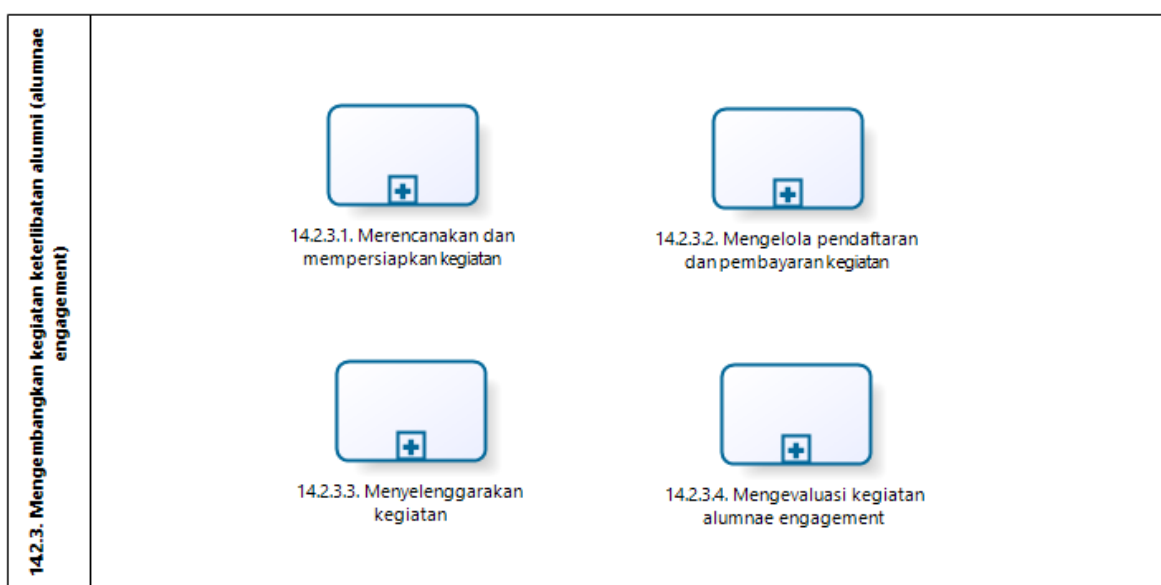 14.2.3. Mengembangkan kegiatan keterlibatan alumni (alumnae
engagement)
14.2.3.1. Merencanakan dan
mempersiapkan kegiatan
14.2.3.2. Mengelola pendaftaran
dan pembayaran kegiatan
14.2.3.3. Menyelenggarakan
kegiatan
14.2.3.4. Mengevaluasi kegiatan
alumnae engagement